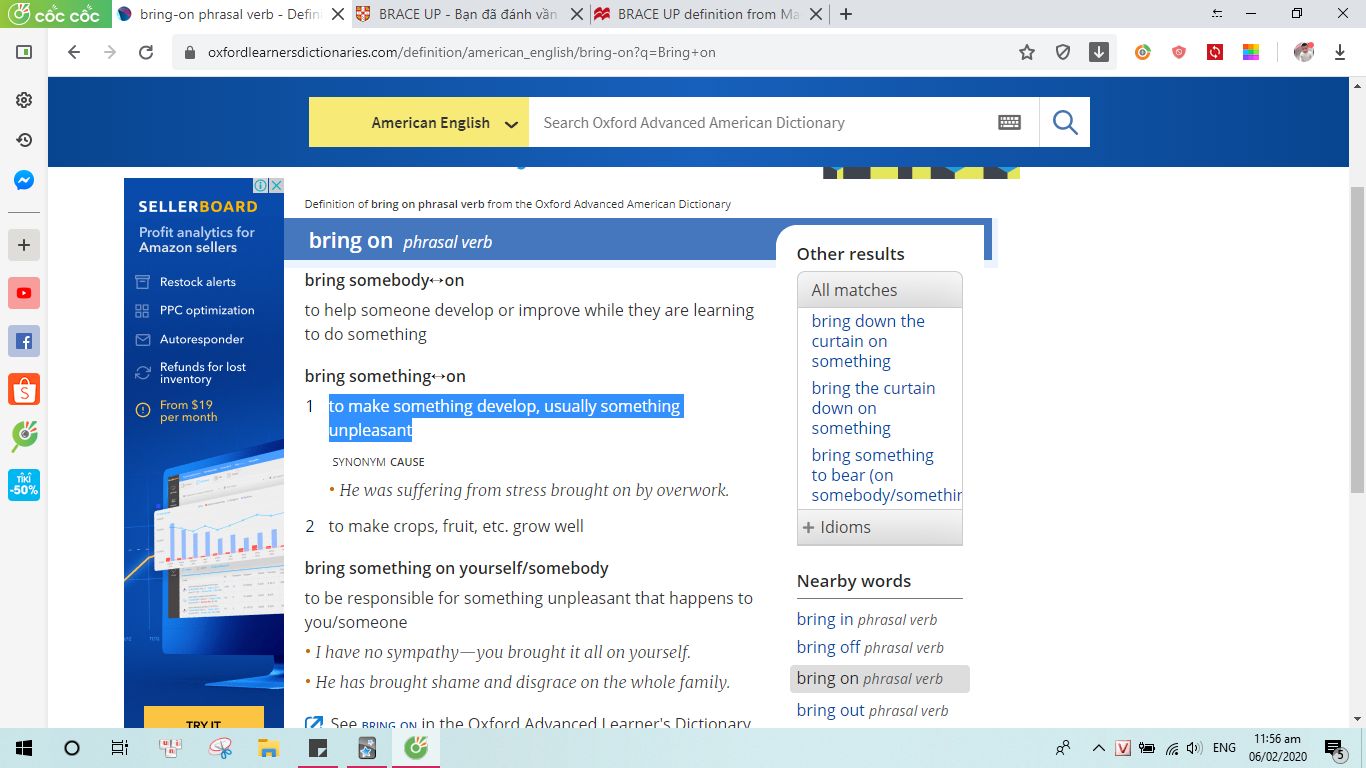 cốc cốc
bring-on phrasal verb - Defin
BRACE UP - Bạn đã đánh vần
BRACE UP definition from Ma
oxfordlearnersdictionaries.com/definition/american_english/bring-on?q=Bring+on
American English
Search Oxford Advanced American Dictionary
SELLERBOARD
Profit analytics for
Amazon sellers
Restock alerts
PPC optimization
Autoresponder
Refunds for lost
inventory
From $19
per month
TRY IT
Definition of bring on phrasal verb from the Oxford Advanced American Dictionary
bring on phrasal verb
bring somebody↔on
to help someone develop or improve while they are learning
to do something
bring something↔on
1 to make something develop, usually something
unpleasant
SYNONYM CAUSE
• He was suffering from stress brought on by overwork.
2 to make crops, fruit, etc. grow well
bring something on yourself/somebody
to be responsible for something unpleasant that happens to
you/someone
• I have no sympathy—you brought it all on yourself.
• He has brought shame and disgrace on the whole family.
See BRING ON in the Oxford Advanced Learner's Dictionary
Other results
All matches
bring down the
curtain on
something
bring the curtain
down on
something
bring something
to bear (on
somebody/somethin
+ Idioms
Nearby words
bring in phrasal verb
bring off phrasal verb
bring on phrasal verb
bring out phrasal verb
TIKI
-50%
ENG
11:56 am
06/02/2020
5